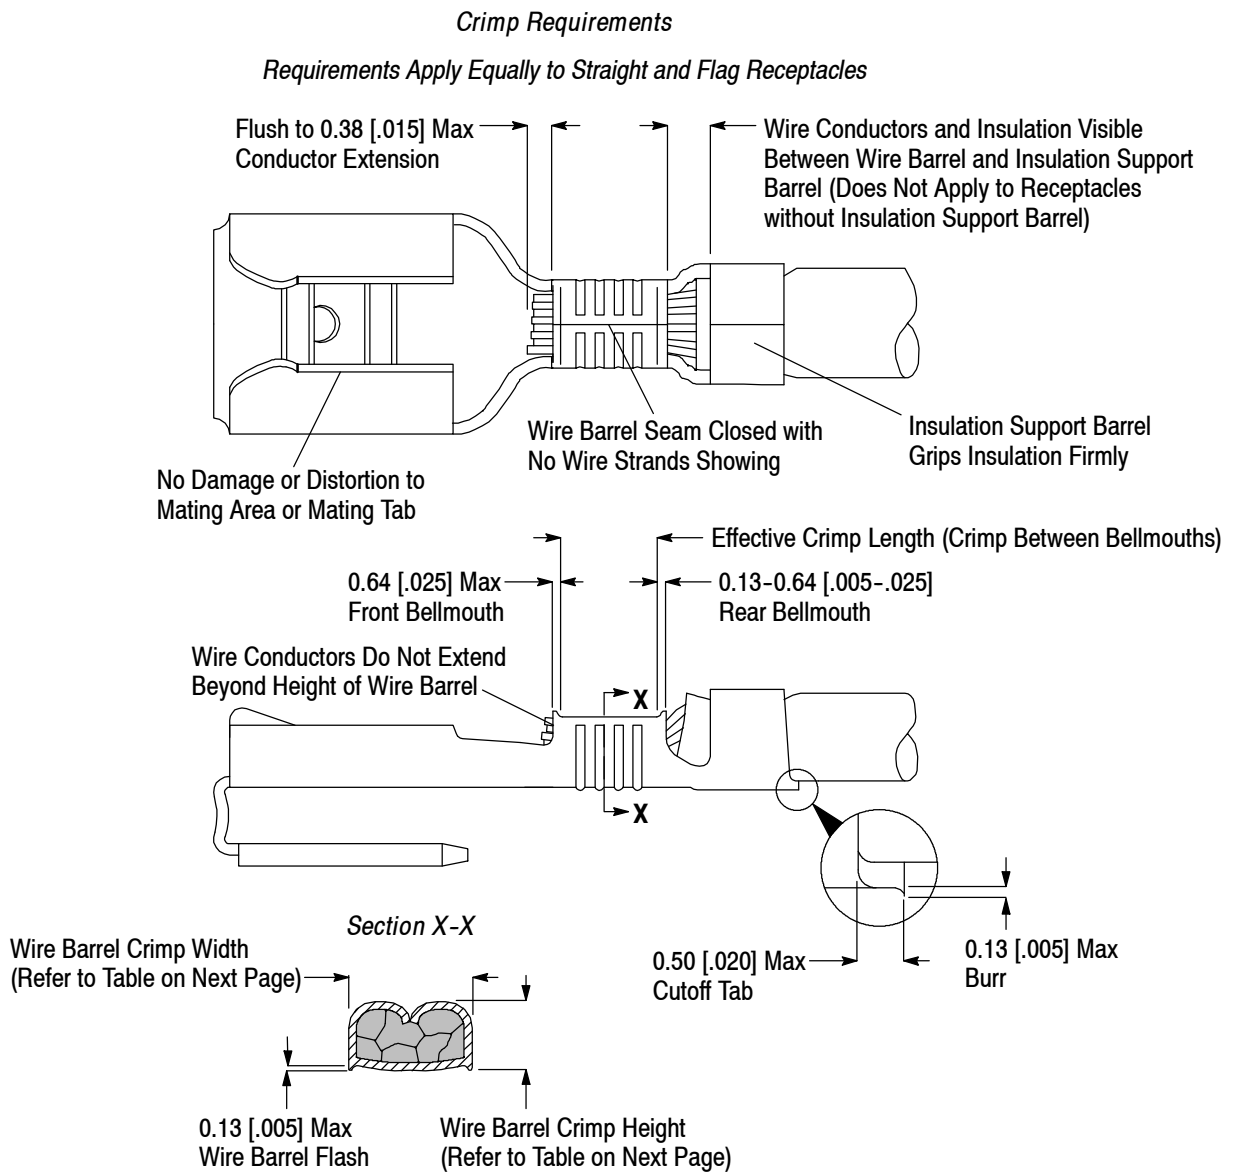 Crimp Requirements
Requirements Apply Equally to Straight and Flag Receptacles
Flush to 0.38 [.015] Max
Conductor Extension
Wire Conductors and Insulation Visible
Between Wire Barrel and Insulation Support
Barrel (Does Not Apply to Receptacles
without Insulation Support Barrel)
Wire Barrel Seam Closed with
No Wire Strands Showing
Insulation Support Barrel
Grips Insulation Firmly
No Damage or Distortion to
Mating Area or Mating Tab
Effective Crimp Length (Crimp Between Bellmouths)
0.64 [.025] Max
Front Bellmouth
0.13-0.64 [.005-.025]
Rear Bellmouth
Wire Conductors Do Not Extend
Beyond Height of Wire Barrel
X
X
Section X-X
Wire Barrel Crimp Width
(Refer to Table on Next Page)
0.50 [.020] Max
Cutoff Tab
0.13 [.005] Max
Burr
0.13 [.005] Max
Wire Barrel Flash
Wire Barrel Crimp Height
(Refer to Table on Next Page)